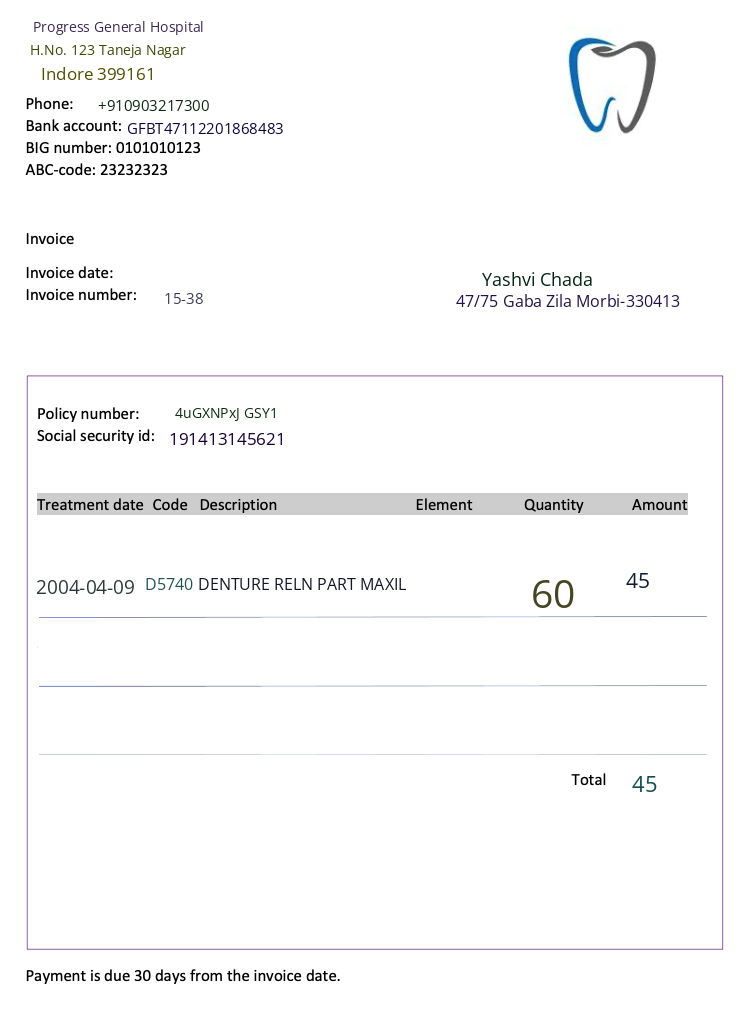 Progress General Hospital
H.No. 123 Taneja Nagar
Indore 399161
Phone: +910903217300
Bank account: GFBT47112201868483
BIG number: 0101010123
ABC-code: 23232323
Invoice
Invoice date:
Invoice number: 15-38
Yashvi Chada
47/75 Gaba Zila Morbi-330413
Policy number: 4uGXNPxJ GSY1
Social security id: 191413145621
Treatment date Code Description Element Quantity Amount
2004-04-09 D5740 DENTURE RELN PART MAXIL 60 45
Total 45
Payment is due 30 days from the invoice date.